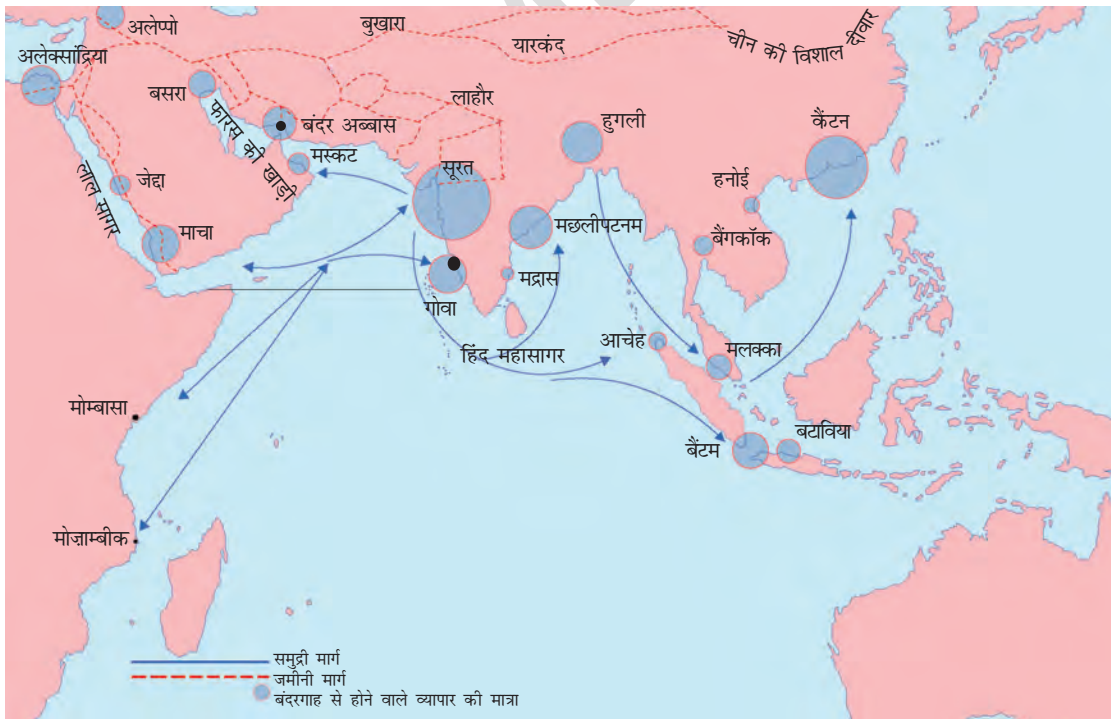 अलेप्पो
बुखारा
यारकंद
चीन की विशाल दीवार
अलेक्सांद्रिया
बसरा
लाहौर
फारस की खाड़ी
बंदर अब्बास
हुगली
कैंटन
मस्कट
सूरत
लाल सागर
जेद्दा
हनोई
माचा
मछलीपटनम
बैंगकॉक
मद्रास
गोवा
आचेह
मलक्का
हिंद महासागर
मोम्बासा
बैंटम
बटाविया
मोज़ाम्बीक
समुद्री मार्ग
जमीनी मार्ग
बंदरगाह से होने वाले व्यापार की मात्रा